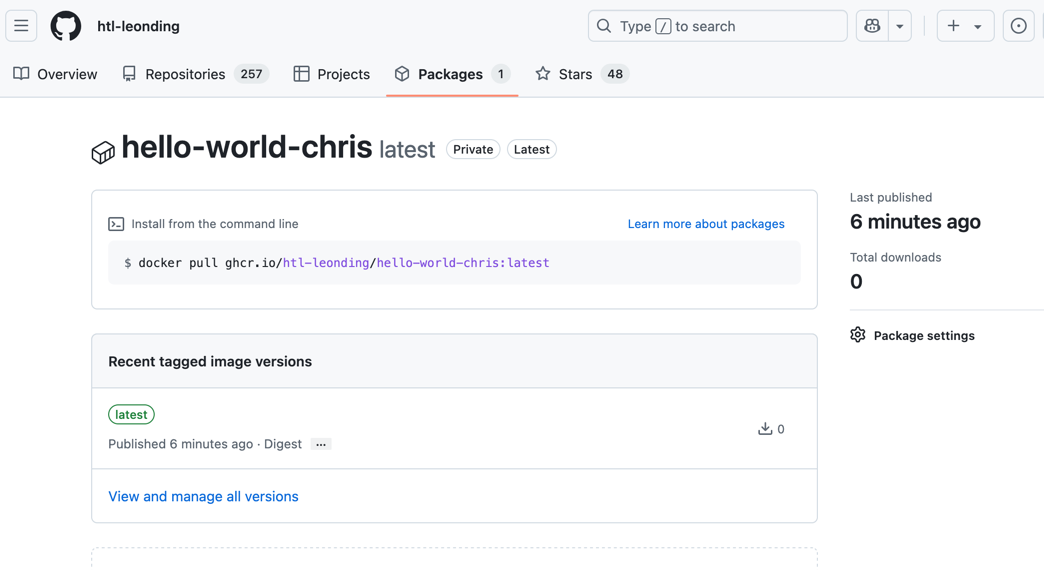 htl-leonding
Type / to search
Overview
Repositories 257
Projects
Packages 1
Stars 48
hello-world-chris latest Private Latest
Install from the command line
Learn more about packages
$ docker pull ghcr.io/htl-leonding/hello-world-chris:latest
Last published
6 minutes ago
Total downloads
0
Package settings
Recent tagged image versions
latest
Published 6 minutes ago · Digest ...
0
View and manage all versions